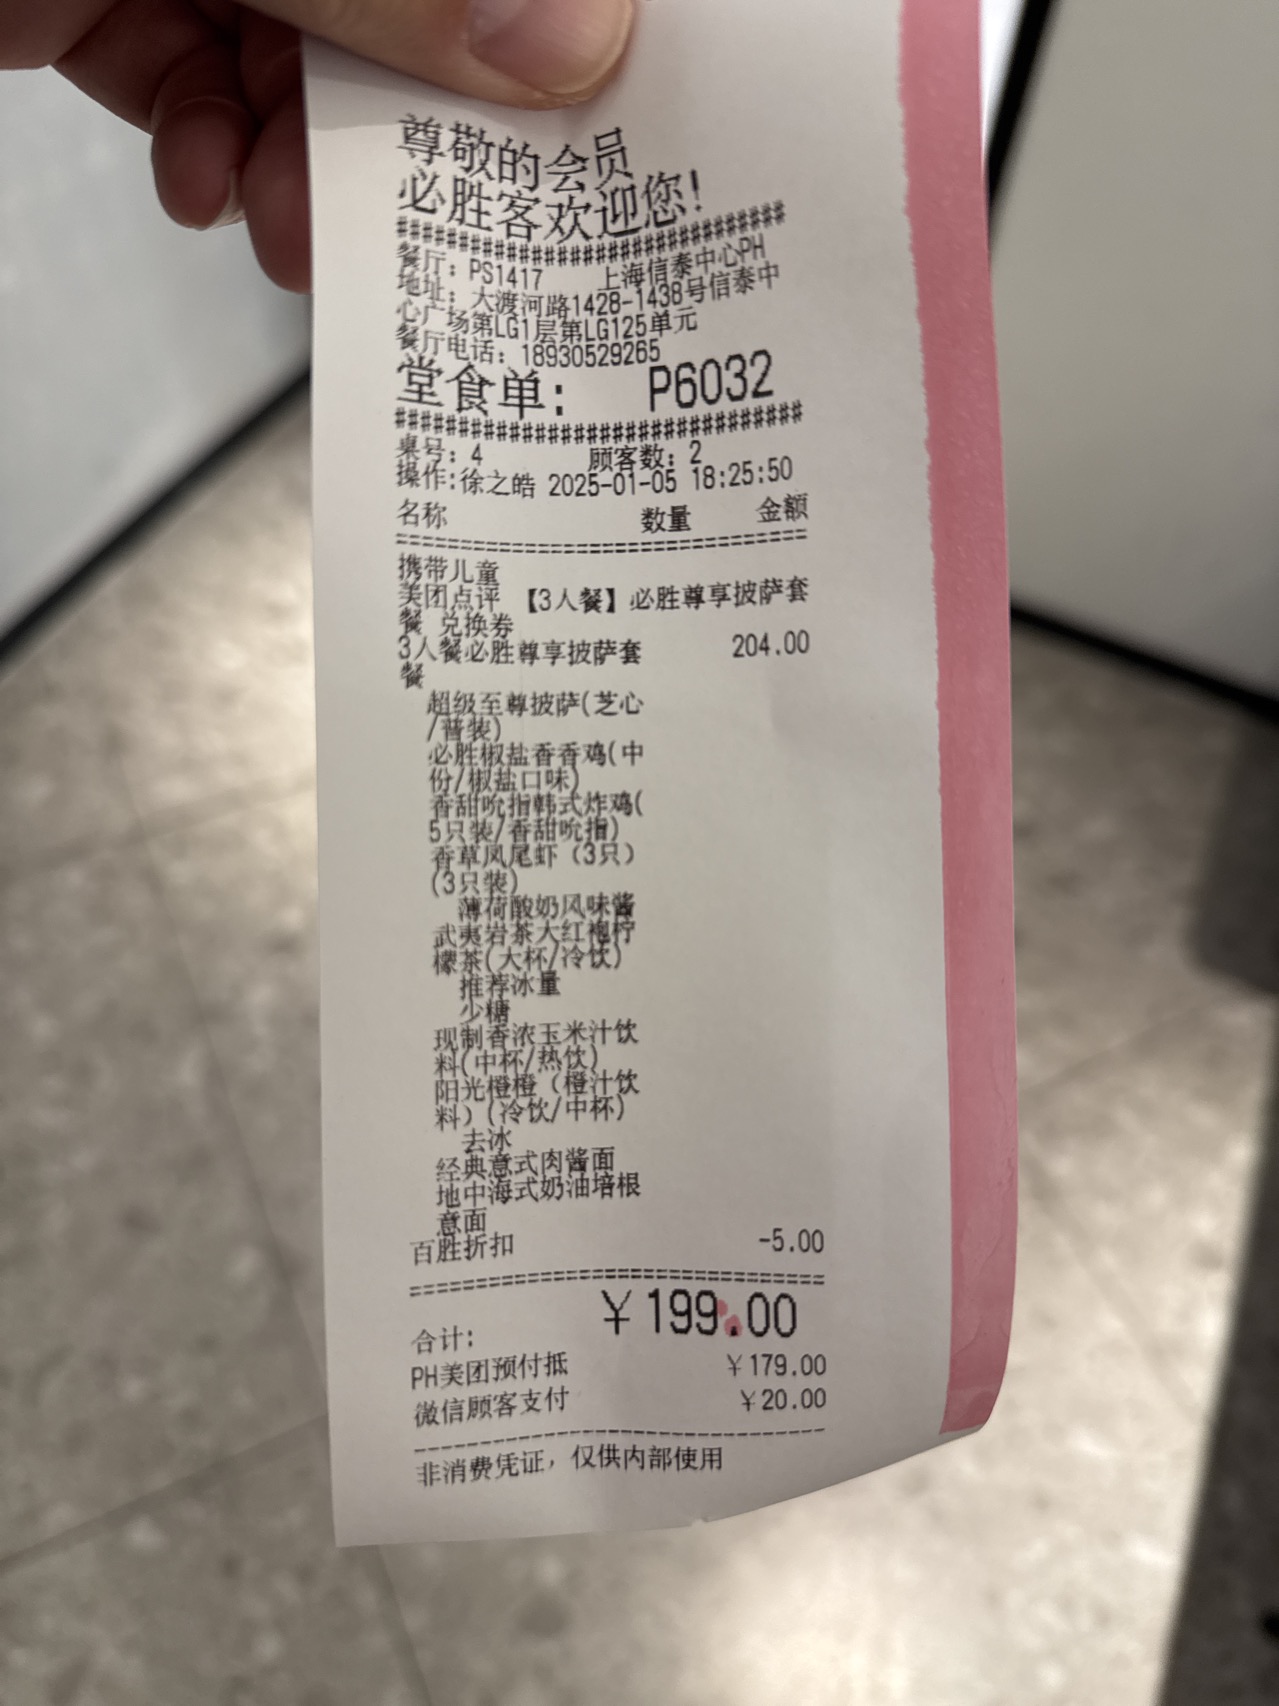 尊敬的会员
必胜客欢迎您!
################################
餐厅: PS1417 上海信泰中心PH
地址: 大渡河路1428-1438号信泰中
心广场第LG1层第LG125单元
餐厅电话: 18930529265
堂食单: P6032
################################
桌号: 4 顾客数: 2
操作:徐之皓 2025-01-05 18:25:50
名称 数量 金额
================================
携带儿童
美团点评 【3人餐】必胜尊享披萨套
餐 兑换券
3人餐必胜尊享披萨套 204.00
餐
超级至尊披萨(芝心
/普装)
必胜椒盐香香鸡(中
份/椒盐口味)
香甜吮指韩式炸鸡(
5只装/香甜吮指)
香草凤尾虾（3只）
(3只装)
薄荷酸奶风味酱
武夷岩茶大红袍柠
檬茶(大杯/冷饮)
推荐冰量
少糖
现制香浓玉米汁饮
料(中杯/热饮)
阳光橙橙（橙汁饮
料）(冷饮/中杯)
去冰
经典意式肉酱面
地中海式奶油培根
意面
百胜折扣 -5.00
================================
合计: ¥199.00
PH美团预付抵 ¥179.00
微信顾客支付 ¥20.00
--------------------------------
非消费凭证，仅供内部使用